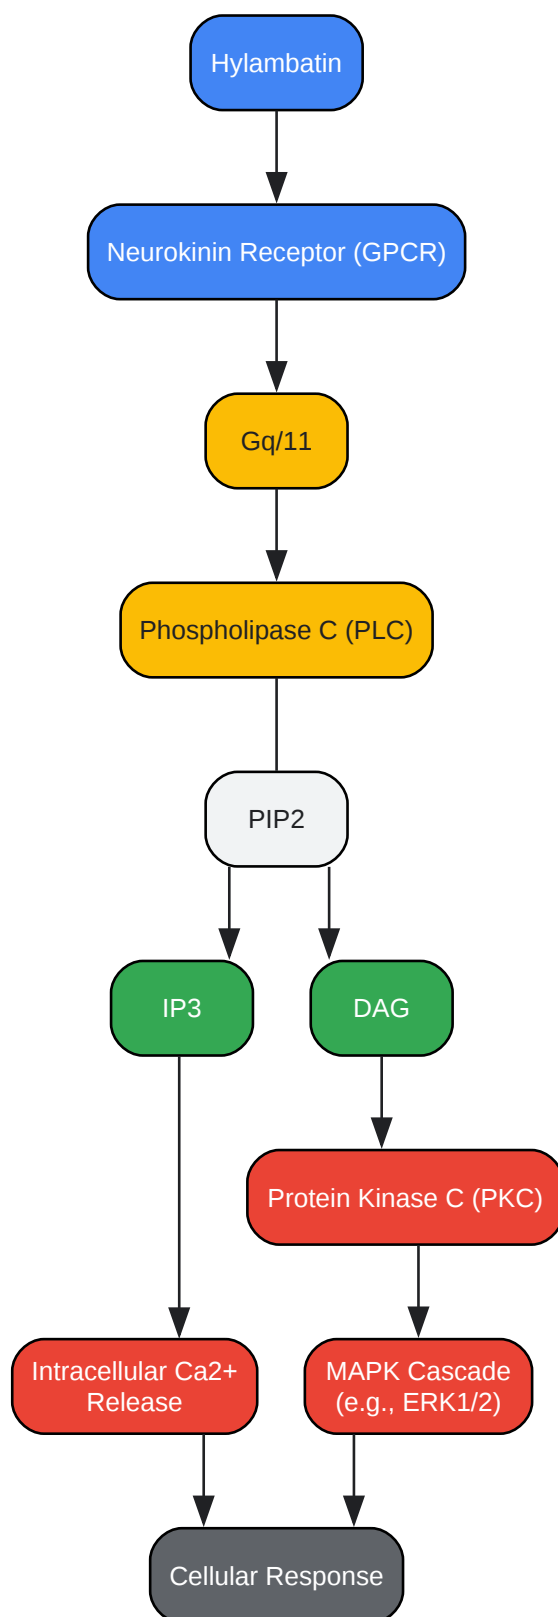 Hylambatin
Neurokinin Receptor (GPCR)
Gq/11
Phospholipase C (PLC)
PIP2
IP3
DAG
Protein Kinase C (PKC)
Intracellular Ca2+
Release
MAPK Cascade
(e.g., ERK1/2)
Cellular Response